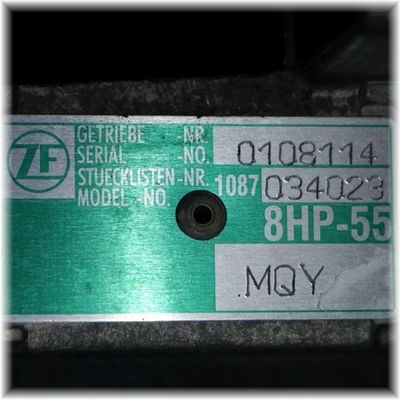 ZF
GETRIEBE -NR.
SERIAL -NO. 0108114
STUECKLISTEN-NR. 1087 034023
MODEL -NO.
8HP-55
MQY